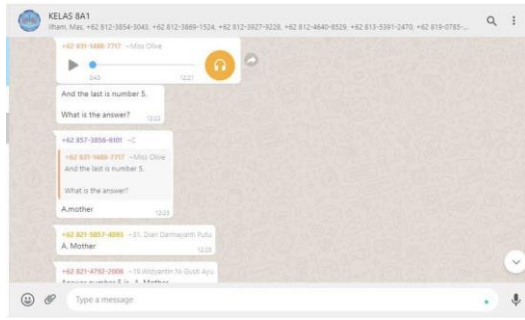 KELAS 8A1
Ilham, Mas, +62 812-3854-3043, +62 812-3869-1524, +62 812-3927-9228, +62 812-4640-8529, +62 813-5391-2470, +62 819-0785-...
+62 831-1488-7717 ~Miss Olive
0:43 12:21
And the last is number 5.
What is the answer? 12:23
+62 857-3856-6101 ~C
+62 831-1488-7717 ~Miss Olive
And the last is number 5.
What is the answer?
A.mother 12:23
+62 821-5857-4093 ~31. Dian Darmayanti Putu
A. Mother 12:23
+62 821-4792-2008 ~19.Widyantin Ni Gusti Ayu
Answer number 5 is A. Mother
Type a message